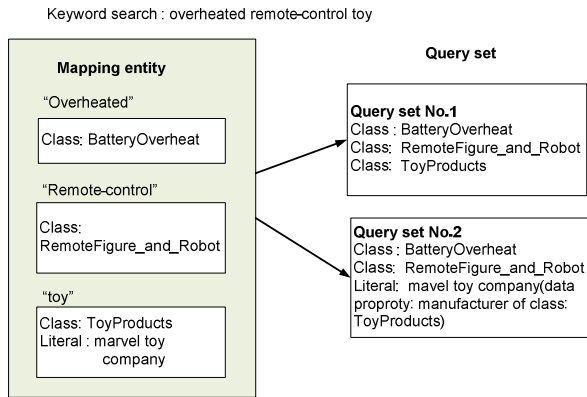 Keyword search : overheated remote-control toy
Mapping entity
“Overheated”
Class: BatteryOverheat
“Remote-control”
Class:
RemoteFigure_and_Robot
“toy”
Class: ToyProducts
Literal : marvel toy
company
Query set
Query set No.1
Class : BatteryOverheat
Class:  RemoteFigure_and_Robot
Class:  ToyProducts
Query set No.2
Class : BatteryOverheat
Class:  RemoteFigure_and_Robot
Literal:  mavel toy company(data
proproty: manufacturer of class:
ToyProducts)